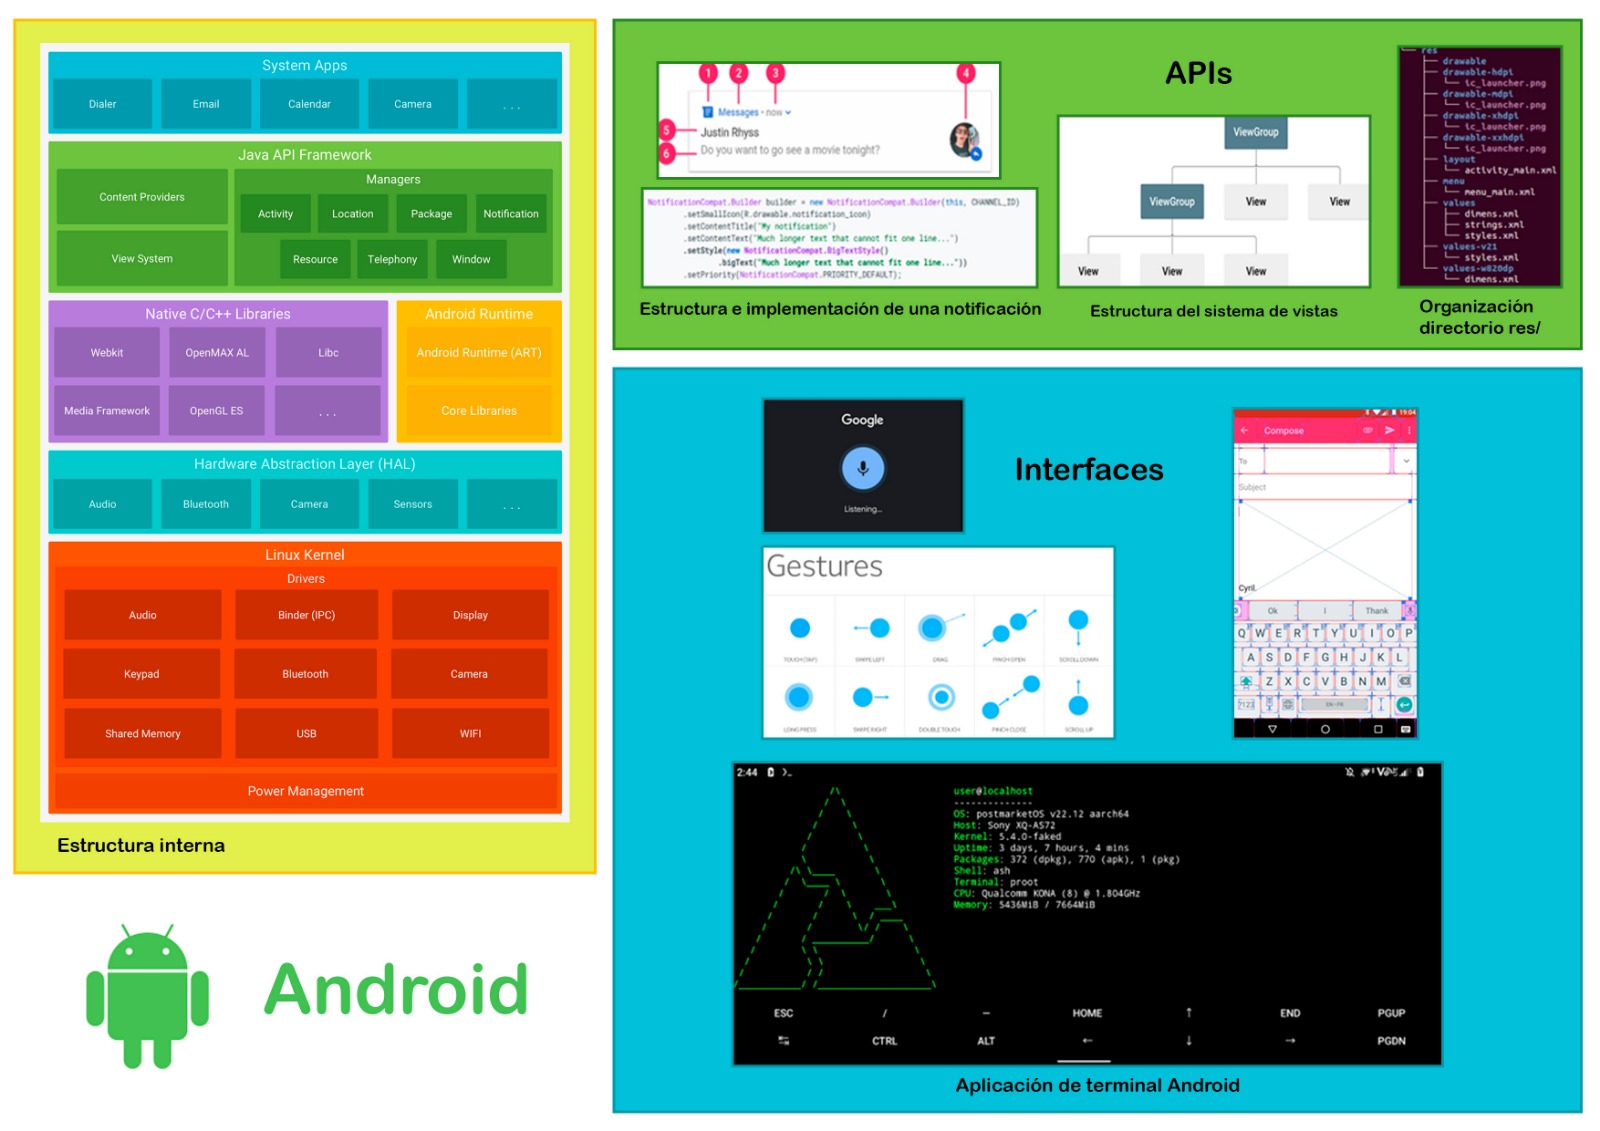 System Apps
Dialer
Email
Calendar
Camera
. . .
Java API Framework
Content Providers
View System
Managers
Activity
Location
Package
Notification
Resource
Telephony
Window
Native C/C++ Libraries
Webkit
OpenMAX AL
Libc
Media Framework
OpenGL ES
. . .
Android Runtime
Android Runtime (ART)
Core Libraries
Hardware Abstraction Layer (HAL)
Audio
Bluetooth
Camera
Sensors
. . .
Linux Kernel
Drivers
Audio
Binder (IPC)
Display
Keypad
Bluetooth
Camera
Shared Memory
USB
WIFI
Power Management
Estructura interna
Android
APIs
1 2 3 4
Messages • now
5 Justin Rhyss
6 Do you want to go see a movie tonight?
NotificationCompat.Builder builder = new NotificationCompat.Builder(this, CHANNEL_ID)
.setSmallIcon(R.drawable.notification_icon)
.setContentTitle("My notification")
.setContentText("Much longer text that cannot fit one line...")
.setStyle(new NotificationCompat.BigTextStyle()
.bigText("Much longer text that cannot fit one line..."))
.setPriority(NotificationCompat.PRIORITY_DEFAULT);
Estructura e implementación de una notificación
ViewGroup
ViewGroup
View
View
View
View
View
Estructura del sistema de vistas
res
drawable
drawable-hdpi
ic_launcher.png
drawable-mdpi
ic_launcher.png
drawable-xhdpi
ic_launcher.png
drawable-xxhdpi
ic_launcher.png
layout
activity_main.xml
menu
menu_main.xml
values
dimens.xml
strings.xml
styles.xml
values-v21
styles.xml
values-w820dp
dimens.xml
Organización
directorio res/
Interfaces
Google
Listening...
Gestures
TOUCH (TAP)
SWIPE LEFT
DRAG
PINCH OPEN
SCROLL DOWN
LONG PRESS
SWIPE RIGHT
DOUBLE TOUCH
PINCH CLOSE
SCROLL UP
19:04
Compose
To
Subject
Cyril.
Ok I Thank
Q W E R T Y U I O P
A S D F G H J K L
Z X C V B N M
?123 EN-FR
2:44
user@localhost
--------------
OS: postmarketOS v22.12 aarch64
Host: Sony XQ-AS72
Kernel: 5.4.0-faked
Uptime: 3 days, 7 hours, 4 mins
Packages: 372 (dpkg), 770 (apk), 1 (pkg)
Shell: ash
Terminal: proot
CPU: Qualcomm KONA (8) @ 1.804GHz
Memory: 5436MiB / 7664MiB
ESC / — HOME ↑ END PGUP
↹ CTRL ALT ← ↓ → PGDN
Aplicación de terminal Android